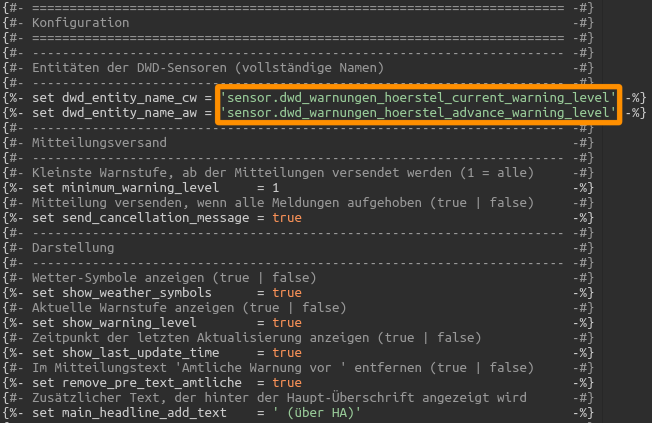 {#- ====================================================================== -#}
{#- Konfiguration                                                          -#}
{#- ====================================================================== -#}
{#- ---------------------------------------------------------------------- -#}
{#- Entitäten der DWD-Sensoren (vollständige Namen)                        -#}
{#- ---------------------------------------------------------------------- -#}
{%- set dwd_entity_name_cw = 'sensor.dwd_warnungen_hoerstel_current_warning_level' -%}
{%- set dwd_entity_name_aw = 'sensor.dwd_warnungen_hoerstel_advance_warning_level' -%}
{#- ---------------------------------------------------------------------- -#}
{#- Mitteilungsversand                                                     -#}
{#- ---------------------------------------------------------------------- -#}
{#- Kleinste Warnstufe, ab der Mitteilungen versendet werden (1 = alle)    -#}
{%- set minimum_warning_level     = 1                                      -%}
{#- Mitteilung versenden, wenn alle Meldungen aufgehoben (true | false)    -#}
{%- set send_cancellation_message = true                                   -%}
{#- ---------------------------------------------------------------------- -#}
{#- Darstellung                                                            -#}
{#- ---------------------------------------------------------------------- -#}
{#- Wetter-Symbole anzeigen (true | false)                                 -#}
{%- set show_weather_symbols      = true                                   -%}
{#- Aktuelle Warnstufe anzeigen (true | false)                             -#}
{%- set show_warning_level        = true                                   -%}
{#- Zeitpunkt der letzten Aktualisierung anzeigen (true | false)           -#}
{%- set show_last_update_time     = true                                   -%}
{#- Im Mitteilungstext 'Amtliche Warnung vor ' entfernen (true | false)    -#}
{%- set remove_pre_text_amtliche  = true                                   -%}
{#- Zusätzlicher Text, der hinter der Haupt-Überschrift angezeigt wird     -#}
{%- set main_headline_add_text    = ' (über HA)'                           -%}